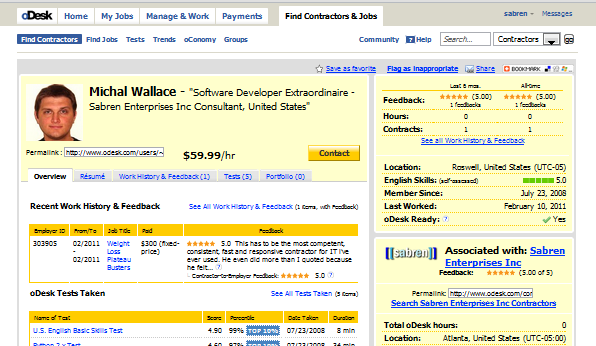 oDesk Home My Jobs Manage & Work Payments Find Contractors & Jobs sabren Messages
Find Contractors Find Jobs Tests Trends oConomy Groups Community ? Help Search... Contractors go
Save as favorite Flag as inappropriate Share BOOKMARK
Michal Wallace - "Software Developer Extraordinaire -
Sabren Enterprises Inc Consultant, United States"
Permalink: http://www.odesk.com/users/~
$59.99/hr
Contact
Overview Résumé Work History & Feedback (1) Tests (5) Portfolio (0)
Recent Work History & Feedback See All Work History & Feedback (1 items, with Feedback)
Employer ID From/To Job Title Paid Feedback
303905 02/2011 Weight $300 (fixed- 5.0 This has to be the most competent,
- Loss price) consistent, fast and responsive contractor for IT I've
02/2011 Plateau ever used. He even did more than I quoted because
Busters he felt... ?
Contractor to Employer Feedback: 5.0 ?
oDesk Tests Taken See All Tests Taken (5 items)
Name of Test Score Percentile Date Taken Duration
U.S. English Basic Skills Test 4.90 99% TOP 10% 07/23/2008 8 min
Python 2.x Test 99% TOP 10% 07/23/2008 34 min
Last 6 mos. All-time
Feedback: (5.00) (5.00)
1 feedbacks 1 feedbacks
Hours: 0 0
Contracts: 1 1
See all Work History & Feedback
Location: Roswell, United States (UTC-05)
English Skills: (self-assessed) 5.0
Member Since: July 23, 2008
Last Worked: February 10, 2011
oDesk Ready: ? Yes
[[sabren] Associated with: Sabren
Enterprises Inc
Feedback: (5.00 of 5)
Permalink: http://www.odesk.com/cor
Search Sabren Enterprises Inc Contractors
Total oDesk hours: 0
Location: Atlanta, United States (UTC-05:00)